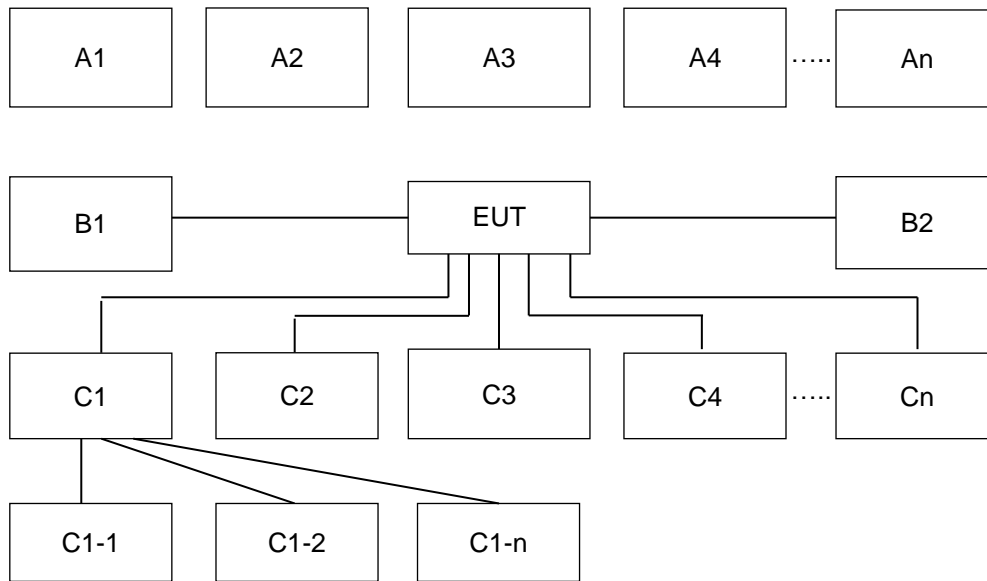 A1 A2 A3 A4 ..... An
B1 EUT B2
C1 C2 C3 C4 ..... Cn
C1-1 C1-2 C1-n